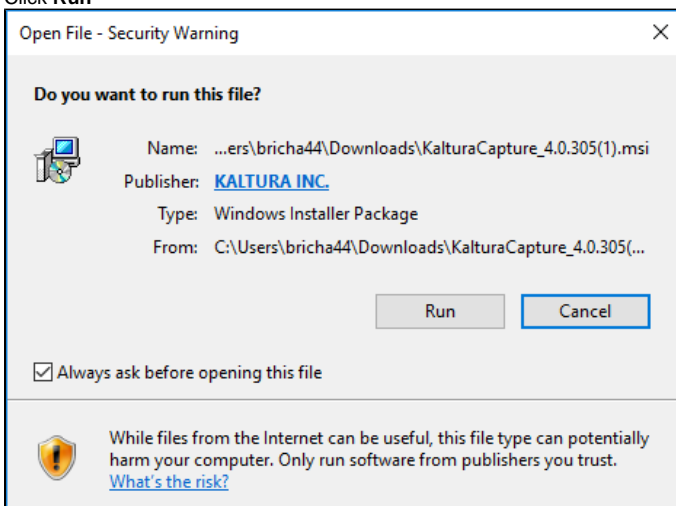 Click Run
Open File - Security Warning
Do you want to run this file?
Name: ...ers\bricha44\Downloads\KalturaCapture_4.0.305(1).msi
Publisher: KALTURA INC.
Type: Windows Installer Package
From: C:\Users\bricha44\Downloads\KalturaCapture_4.0.305(...
Run Cancel
Always ask before opening this file
While files from the Internet can be useful, this file type can potentially
harm your computer. Only run software from publishers you trust.
What's the risk?